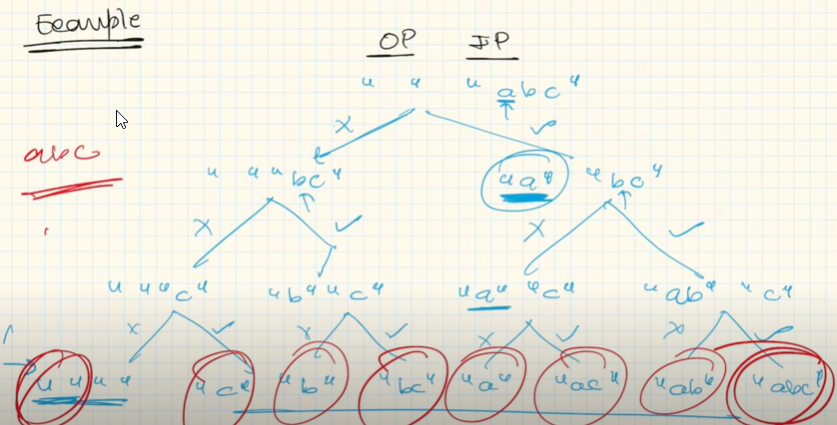 Example
OP IP
" " "abc"
X ✓
abc
" " "bc" "a" "bc"
X ✓ X ✓
" " "c" "b" "c" "a" "c" "ab" "c"
X ✓ X ✓ X ✓ X ✓
" " " " "c" "b" "bc" "a" "ac" "ab" "abc"